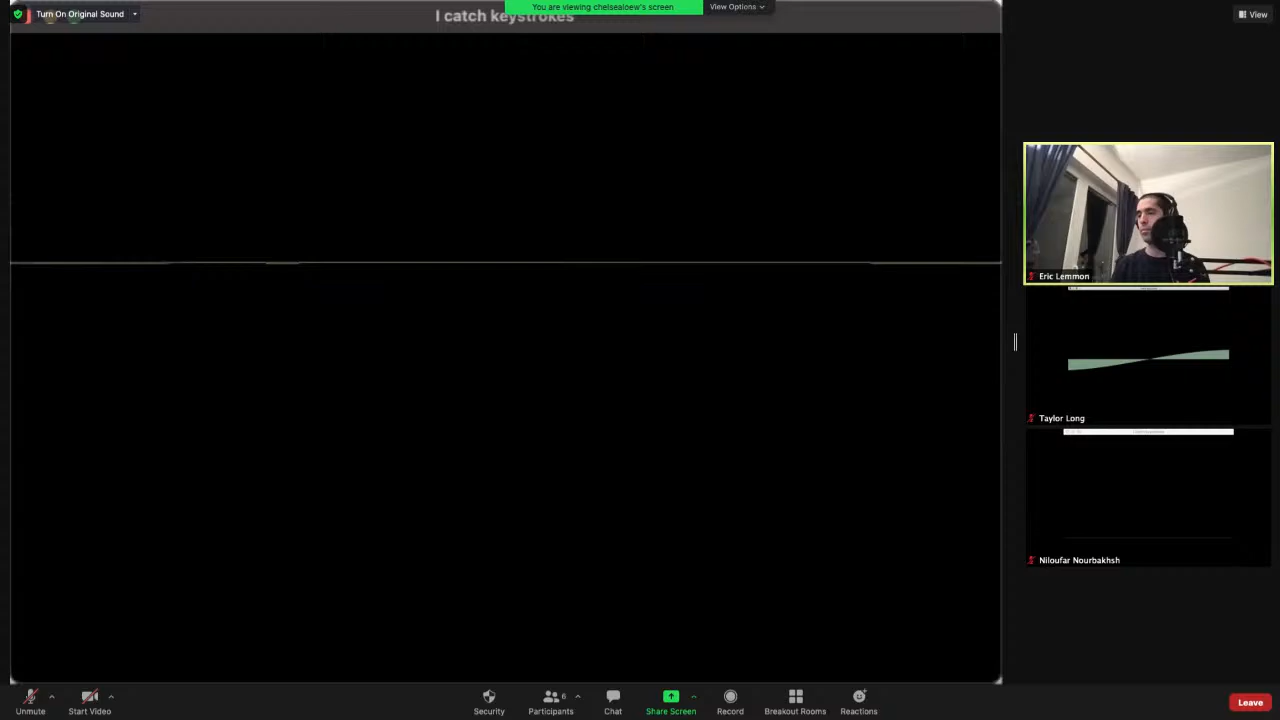 Turn On Original Sound
I catch keystrokes
You are viewing chelsealoew's screen
View Options
View
Eric Lemmon
Taylor Long
Niloufar Nourbakhsh
Unmute
Start Video
Security
Participants
6
Chat
Share Screen
Record
Breakout Rooms
Reactions
Leave